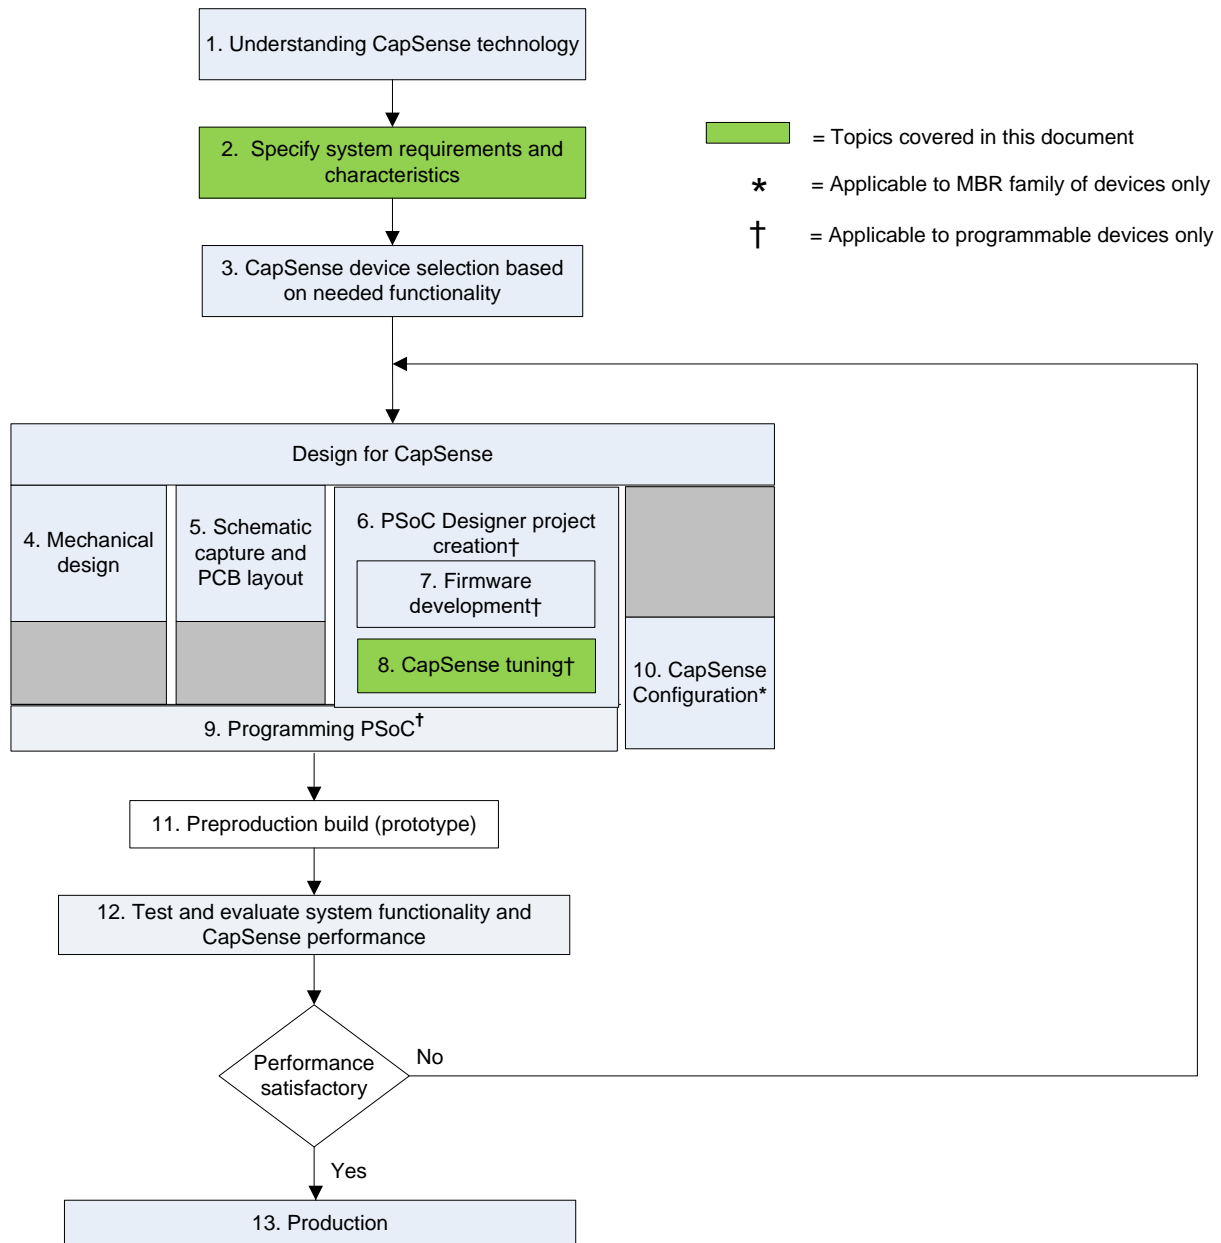 1. Understanding CapSense technology
2.  Specify system requirements and
characteristics
3. CapSense device selection based
on needed functionality
= Topics covered in this document
* = Applicable to MBR family of devices only
† = Applicable to programmable devices only
Design for CapSense
4. Mechanical
design
5. Schematic
capture and
PCB layout
6. PSoC Designer project
creation†
7. Firmware
development†
8. CapSense tuning†
10. CapSense
Configuration*
9. Programming PSoC†
11. Preproduction build (prototype)
12. Test and evaluate system functionality and
CapSense performance
Performance
satisfactory
No
Yes
13. Production